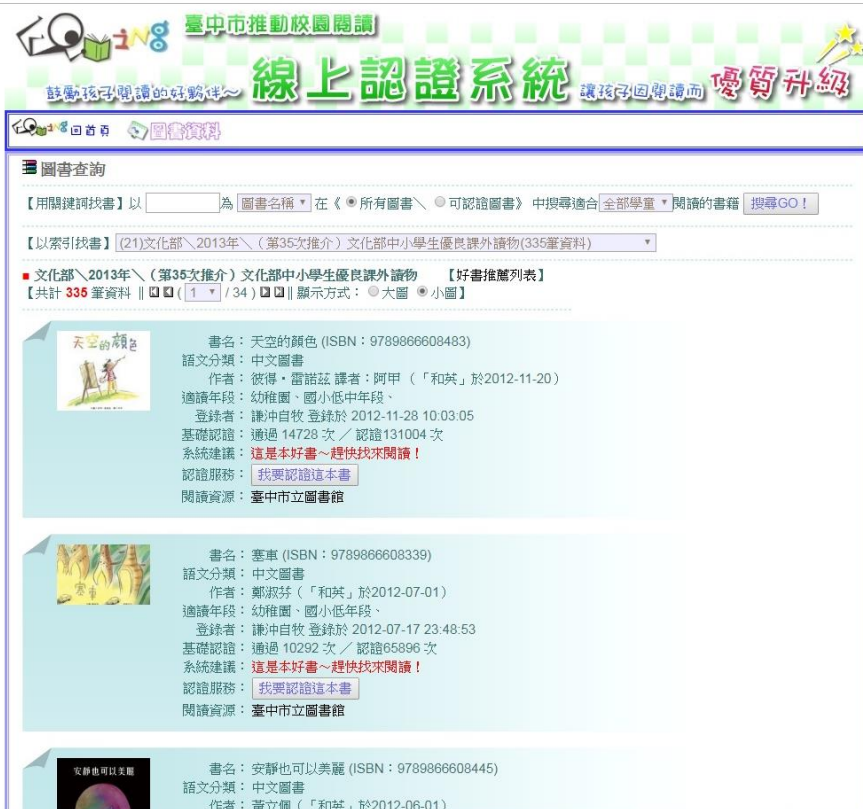 臺中市推動校園閱讀
鼓勵孩子閱讀的好夥伴~線上認證系統 讓孩子因閱讀而優質升級
回首頁 圖書資料
圖書查詢
【用關鍵詞找書】以 為 圖書名稱 在《 所有圖書╲ 可認證圖書》 中搜尋適合 全部學童 閱讀的書籍 搜尋GO!
【以索引找書】 (21)文化部╲2013年╲（第35次推介）文化部中小學生優良課外讀物(335筆資料)
文化部╲2013年╲（第35次推介）文化部中小學生優良課外讀物 【好書推薦列表】
【共計 335 筆資料 ∥ ( 1 / 34 ) ∥ 顯示方式： 大圖 小圖】
天空的顏色
書名：天空的顏色 (ISBN：9789866608483)
語文分類：中文圖書
作者：彼得・雷諾茲 譯者：阿甲（「和英」於2012-11-20）
適讀年段：幼稚園、國小低中年段、
登錄者：謙沖自牧 登錄於 2012-11-28 10:03:05
基礎認證：通過 14728 次 ／ 認證131004 次
系統建議：這是本好書～趕快找來閱讀！
認證服務： 我要認證這本書
閱讀資源：臺中市立圖書館
塞車
書名：塞車 (ISBN：9789866608339)
語文分類：中文圖書
作者：鄭淑芬（「和英」於2012-07-01）
適讀年段：幼稚園、國小低年段、
登錄者：謙沖自牧 登錄於 2012-07-17 23:48:53
基礎認證：通過 10292 次 ／ 認證65896 次
系統建議：這是本好書～趕快找來閱讀！
認證服務： 我要認證這本書
閱讀資源：臺中市立圖書館
安靜也可以美麗
書名：安靜也可以美麗 (ISBN：9789866608445)
語文分類：中文圖書
作者：黃立佩（「和英」於2012-06-01）